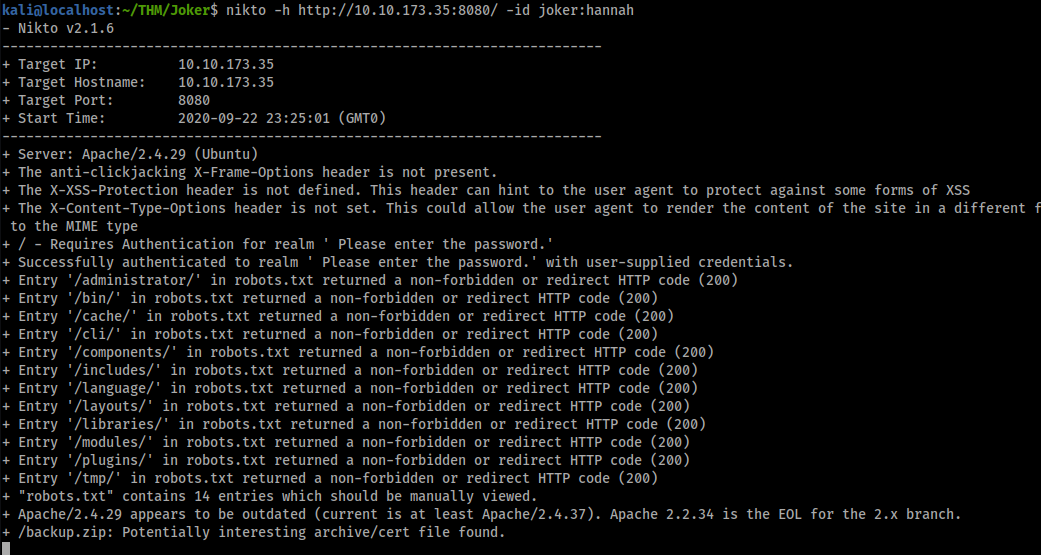 kali@localhost:~/THM/Joker$ nikto -h http://10.10.173.35:8080/ -id joker:hannah
- Nikto v2.1.6
---------------------------------------------------------------------------
+ Target IP:          10.10.173.35
+ Target Hostname:    10.10.173.35
+ Target Port:        8080
+ Start Time:         2020-09-22 23:25:01 (GMT0)
---------------------------------------------------------------------------
+ Server: Apache/2.4.29 (Ubuntu)
+ The anti-clickjacking X-Frame-Options header is not present.
+ The X-XSS-Protection header is not defined. This header can hint to the user agent to protect against some forms of XSS
+ The X-Content-Type-Options header is not set. This could allow the user agent to render the content of the site in a different f
 to the MIME type
+ / - Requires Authentication for realm ' Please enter the password.'
+ Successfully authenticated to realm ' Please enter the password.' with user-supplied credentials.
+ Entry '/administrator/' in robots.txt returned a non-forbidden or redirect HTTP code (200)
+ Entry '/bin/' in robots.txt returned a non-forbidden or redirect HTTP code (200)
+ Entry '/cache/' in robots.txt returned a non-forbidden or redirect HTTP code (200)
+ Entry '/cli/' in robots.txt returned a non-forbidden or redirect HTTP code (200)
+ Entry '/components/' in robots.txt returned a non-forbidden or redirect HTTP code (200)
+ Entry '/includes/' in robots.txt returned a non-forbidden or redirect HTTP code (200)
+ Entry '/language/' in robots.txt returned a non-forbidden or redirect HTTP code (200)
+ Entry '/layouts/' in robots.txt returned a non-forbidden or redirect HTTP code (200)
+ Entry '/libraries/' in robots.txt returned a non-forbidden or redirect HTTP code (200)
+ Entry '/modules/' in robots.txt returned a non-forbidden or redirect HTTP code (200)
+ Entry '/plugins/' in robots.txt returned a non-forbidden or redirect HTTP code (200)
+ Entry '/tmp/' in robots.txt returned a non-forbidden or redirect HTTP code (200)
+ "robots.txt" contains 14 entries which should be manually viewed.
+ Apache/2.4.29 appears to be outdated (current is at least Apache/2.4.37). Apache 2.2.34 is the EOL for the 2.x branch.
+ /backup.zip: Potentially interesting archive/cert file found.